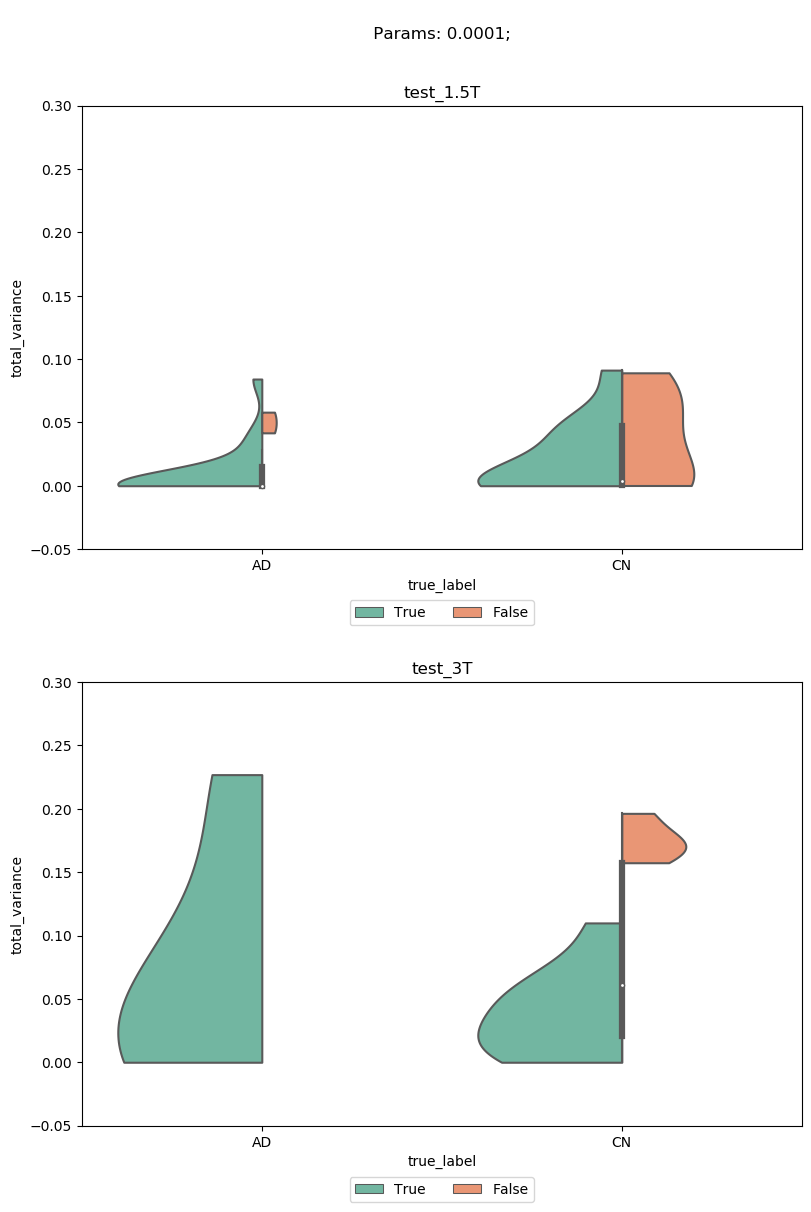 Params: 0.0001;
test_1.5T
0.30
0.25
0.20
0.15
0.10
0.05
0.00
−0.05
total_variance
AD CN
true_label
True False
test_3T
0.30
0.25
0.20
0.15
0.10
0.05
0.00
−0.05
total_variance
AD CN
true_label
True False